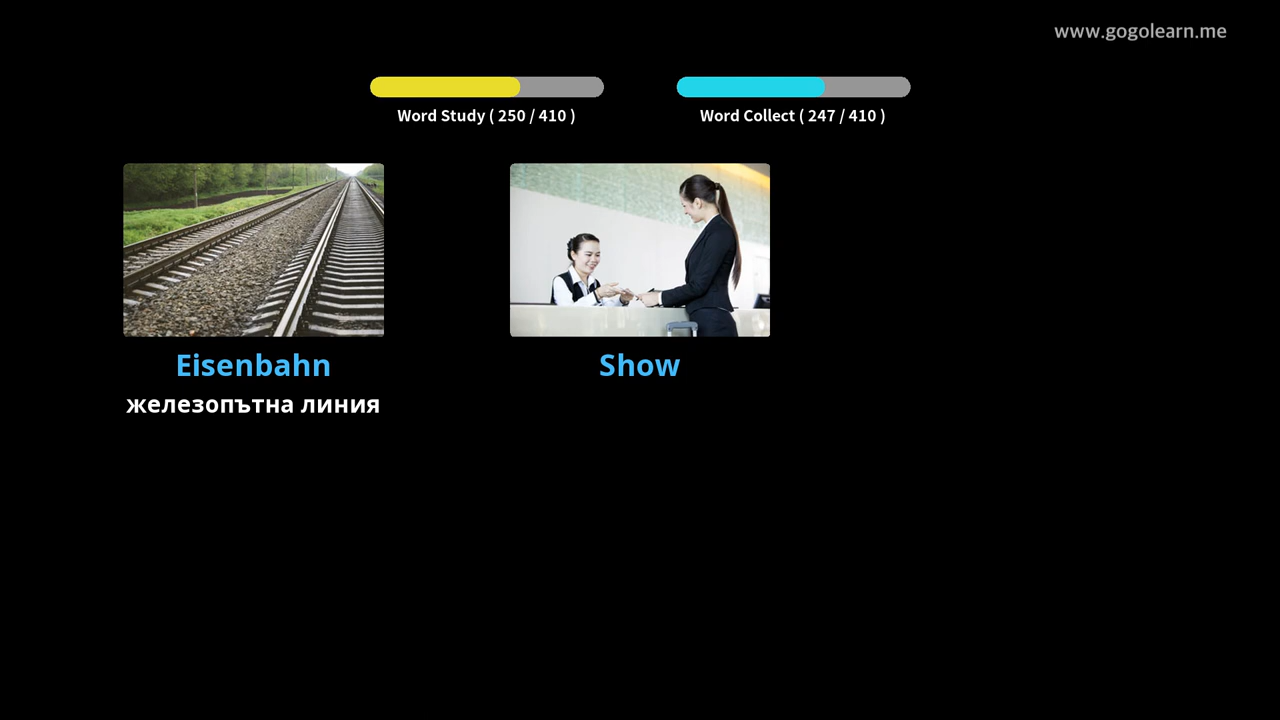 www.gogolearn.me
Word Study ( 250 / 410 )
Word Collect ( 247 / 410 )
Eisenbahn
железопътна линия
Show